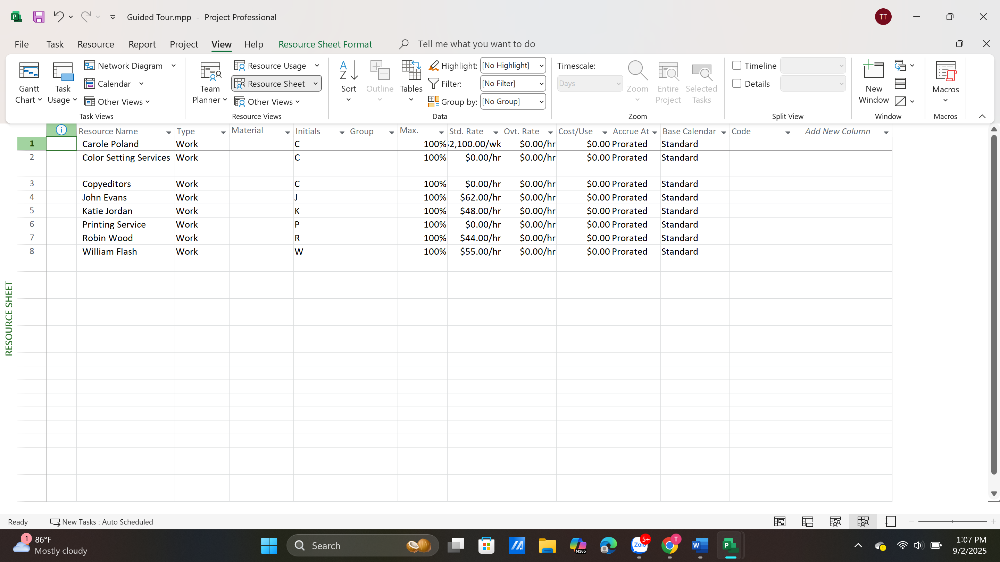 Guided Tour.mpp - Project Professional
TT
File Task Resource Report Project View Help Resource Sheet Format Tell me what you want to do
Gantt Chart
Task Usage
Network Diagram
Calendar
Other Views
Task Views
Team Planner
Resource Usage
Resource Sheet
Other Views
Resource Views
Sort
Outline
Tables
Highlight: [No Highlight]
Filter: [No Filter]
Group by: [No Group]
Data
Timescale:
Days
Zoom
Entire Project
Selected Tasks
Zoom
Timeline
Details
Split View
New Window
Window
Macros
Macros
Resource Name Type Material Initials Group Max. Std. Rate Ovt. Rate Cost/Use Accrue At Base Calendar Code Add New Column
1 Carole Poland Work C 100% 2,100.00/wk $0.00/hr $0.00 Prorated Standard
2 Color Setting Services Work C 100% $0.00/hr $0.00/hr $0.00 Prorated Standard
3 Copyeditors Work C 100% $0.00/hr $0.00/hr $0.00 Prorated Standard
4 John Evans Work J 100% $62.00/hr $0.00/hr $0.00 Prorated Standard
5 Katie Jordan Work K 100% $48.00/hr $0.00/hr $0.00 Prorated Standard
6 Printing Service Work P 100% $0.00/hr $0.00/hr $0.00 Prorated Standard
7 Robin Wood Work R 100% $44.00/hr $0.00/hr $0.00 Prorated Standard
8 William Flash Work W 100% $55.00/hr $0.00/hr $0.00 Prorated Standard
RESOURCE SHEET
Ready New Tasks : Auto Scheduled
1
86°F
Mostly cloudy
Search
M365
Zalo
5+
T
W
P
1:07 PM
9/2/2025